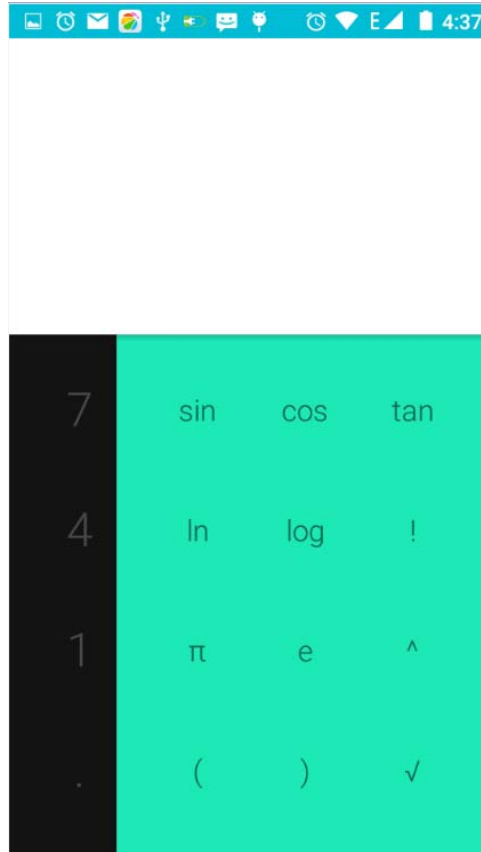 E 4:37
7 sin cos tan
4 ln log !
1 π e ^
. ( ) √